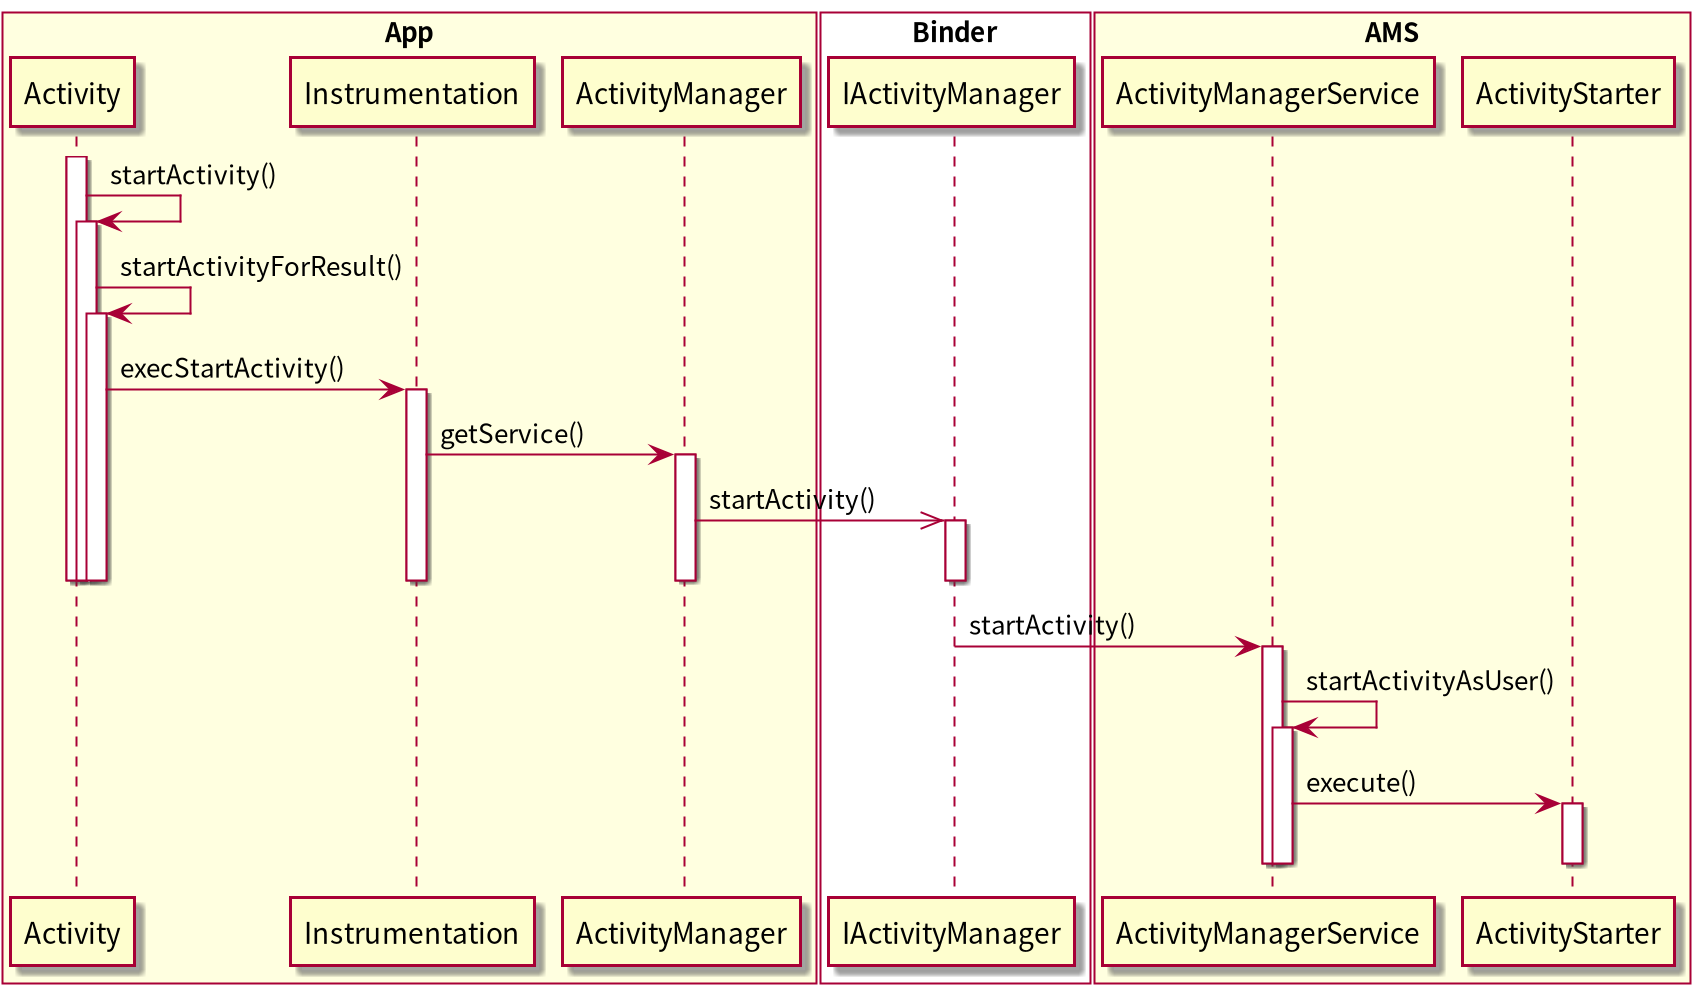 App
Binder
AMS
Activity
Instrumentation
ActivityManager
IActivityManager
ActivityManagerService
ActivityStarter
startActivity()
startActivityForResult()
execStartActivity()
getService()
startActivity()
startActivity()
startActivityAsUser()
execute()
Activity
Instrumentation
ActivityManager
IActivityManager
ActivityManagerService
ActivityStarter